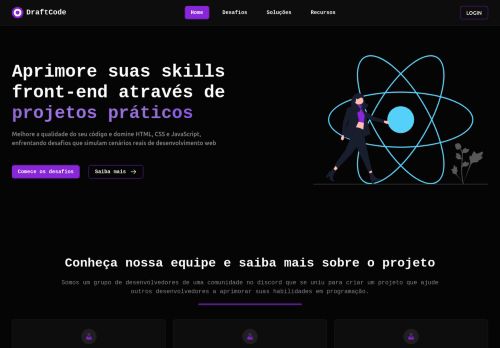 DraftCode
Home Desafios Soluções Recursos
LOGIN
Aprimore suas skills
front-end através de
projetos práticos
Melhore a qualidade do seu código e domine HTML, CSS e JavaScript,
enfrentando desafios que simulam cenários reais de desenvolvimento web
Comece os desafios
Saiba mais
Conheça nossa equipe e saiba mais sobre o projeto
Somos um grupo de desenvolvedores de uma comunidade no discord que se uniu para criar um projeto que ajude
outros desenvolvedores a aprimorar suas habilidades em programação.